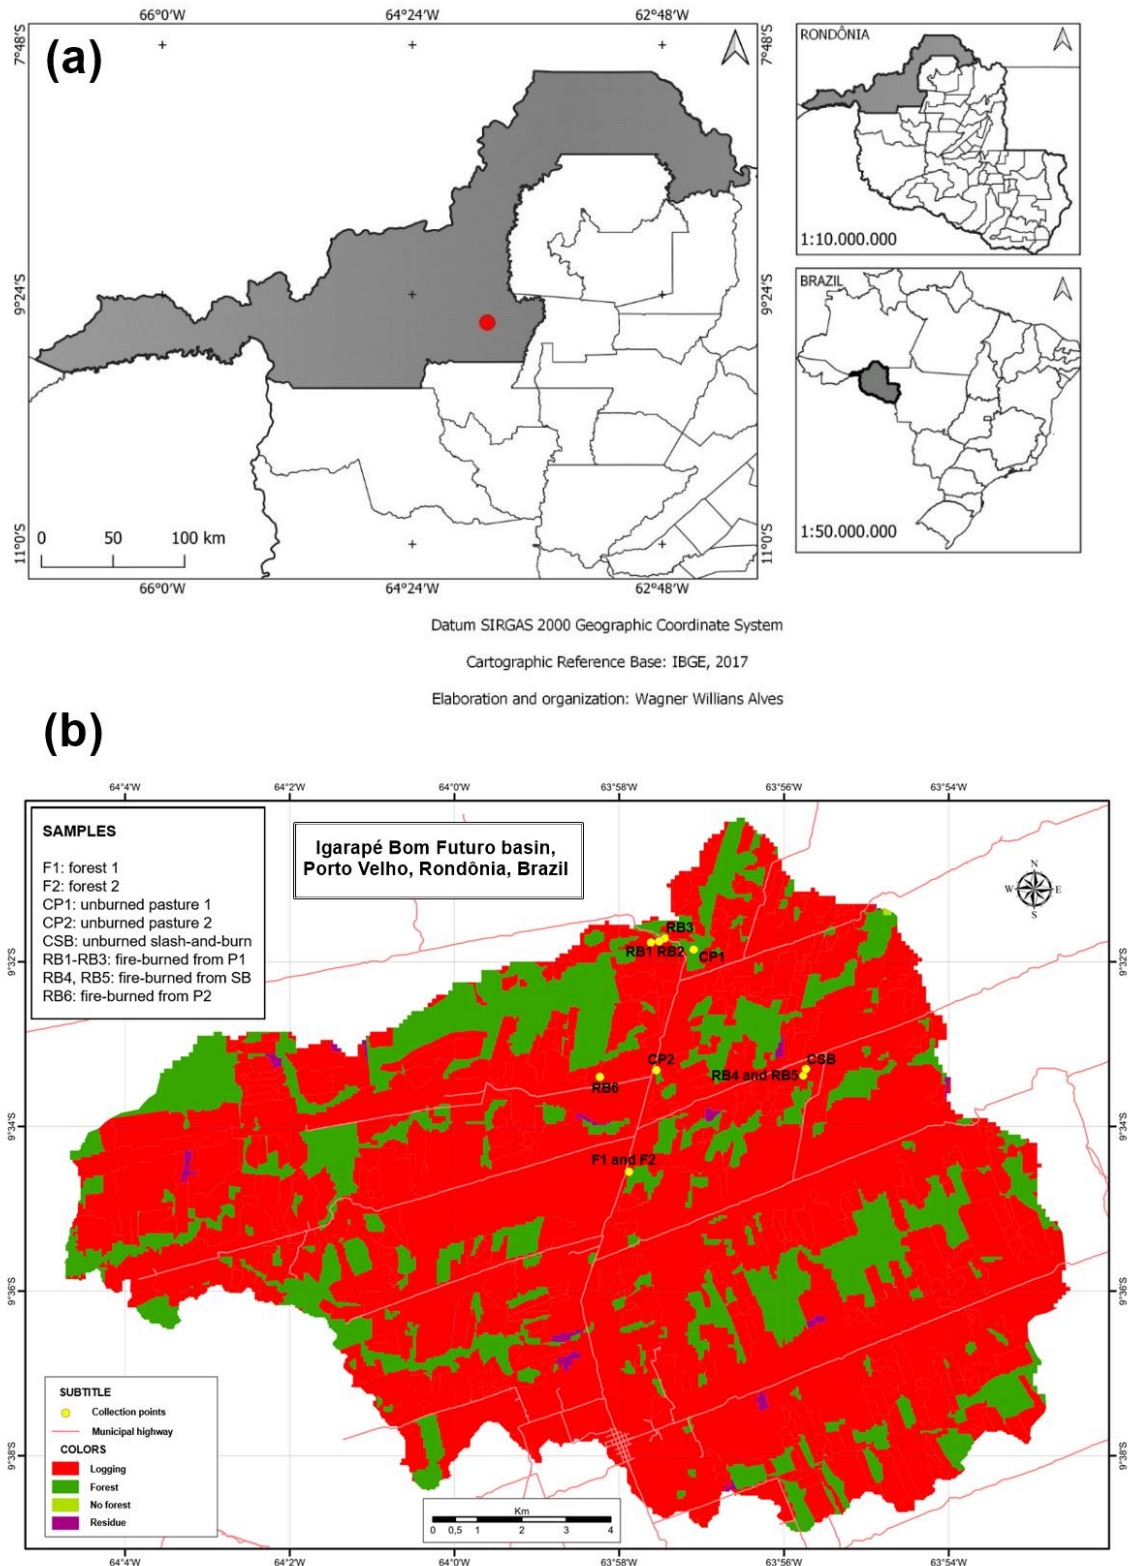 66°0'W
64°24'W
62°48'W
7°48'S
(a)
7°48'S
RONDÔNIA
1:10.000.000
9°24'S
9°24'S
BRAZIL
1:50.000.000
0 50 100 km
11°0'S
11°0'S
66°0'W
64°24'W
62°48'W
Datum SIRGAS 2000 Geographic Coordinate System
Cartographic Reference Base: IBGE, 2017
Elaboration and organization: Wagner Willians Alves
(b)
64°4'W
64°2'W
64°0'W
63°58'W
63°56'W
63°54'W
SAMPLES
F1: forest 1
F2: forest 2
CP1: unburned pasture 1
CP2: unburned pasture 2
CSB: unburned slash-and-burn
RB1-RB3: fire-burned from P1
RB4, RB5: fire-burned from SB
RB6: fire-burned from P2
Igarapé Bom Futuro basin,
Porto Velho, Rondônia, Brazil
N
W E
S
RB3
RB1 RB2
CP1
9°32'S
9°32'S
CP2
CSB
RB4 and RB5
RB6
9°34'S
9°34'S
F1 and F2
9°36'S
9°36'S
SUBTITLE
Collection points
Municipal highway
COLORS
Logging
Forest
No forest
Residue
9°38'S
9°38'S
Km
0 0,5 1 2 3 4
64°4'W
64°2'W
64°0'W
63°58'W
63°56'W
63°54'W